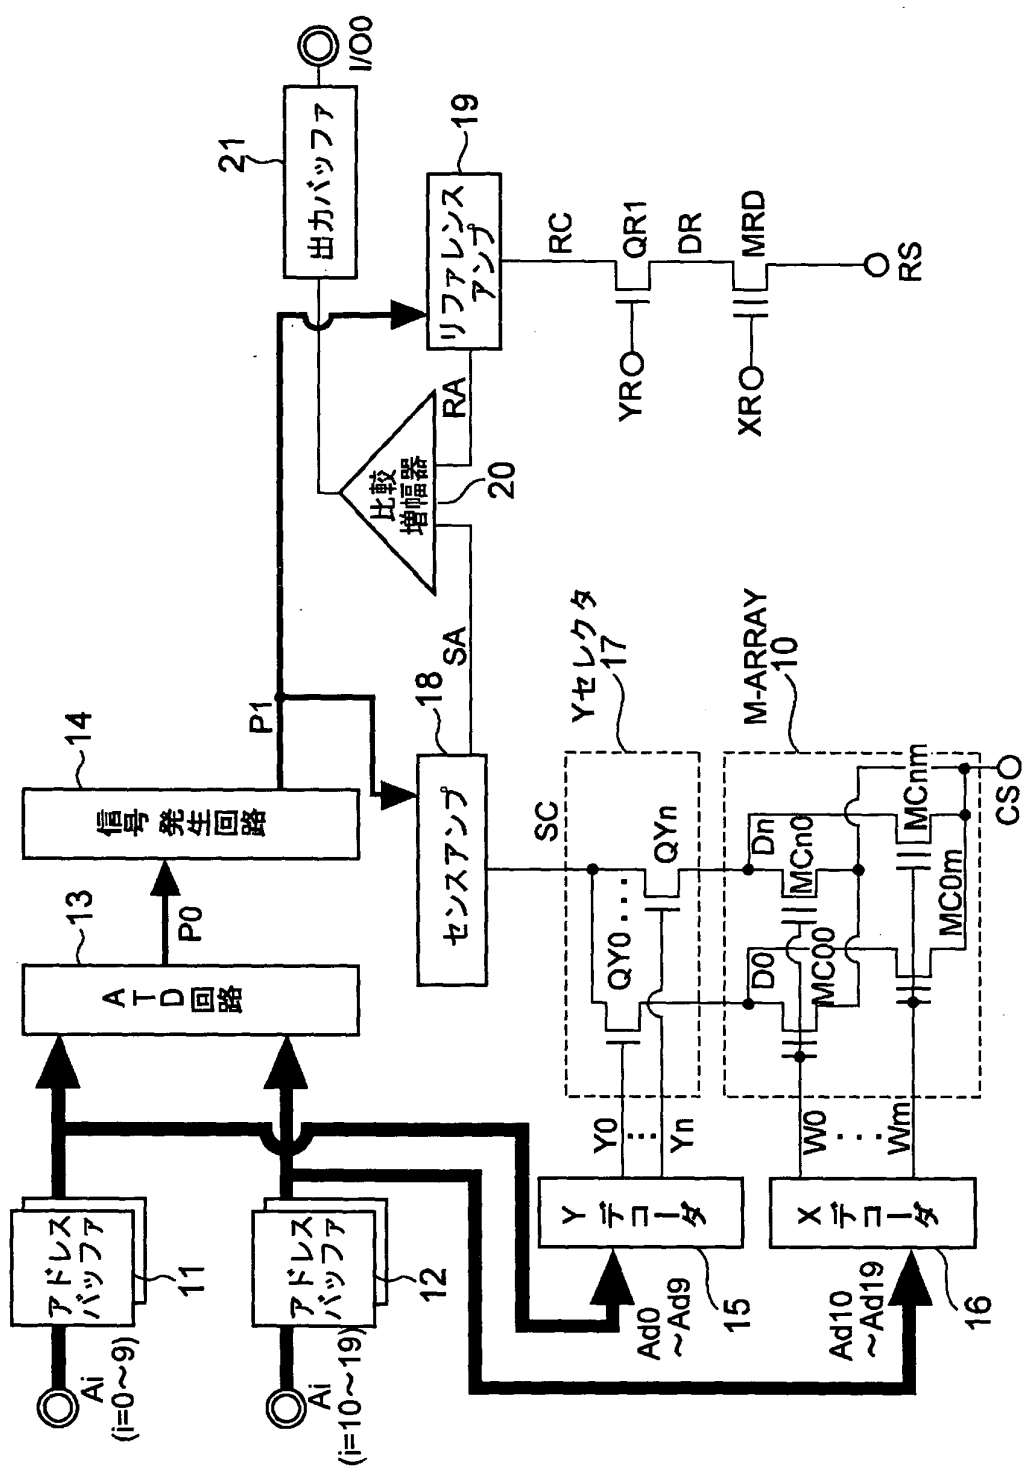 Ai
(i=0〜9)
アドレス
バッファ
11
Ai
(i=10〜19)
アドレス
バッファ
12
ATD回路
13
P0
信号
発生回路
14
P1
出力バッファ
21
I/O0
リファレンス
アンプ
19
RA
比較
増幅器
20
SA
センスアンプ
18
SC
RC
QR1
DR
MRD
RS
YR
XR
Ad0
〜Ad9
Y
デコーダ
15
Y0
Yn
Yセレクタ
17
QY0
QYn
Ad10
〜Ad19
X
デコーダ
16
W0
Wm
M-ARRAY
10
D0
Dn
MC00
MCn0
MC0m
MCnm
CS